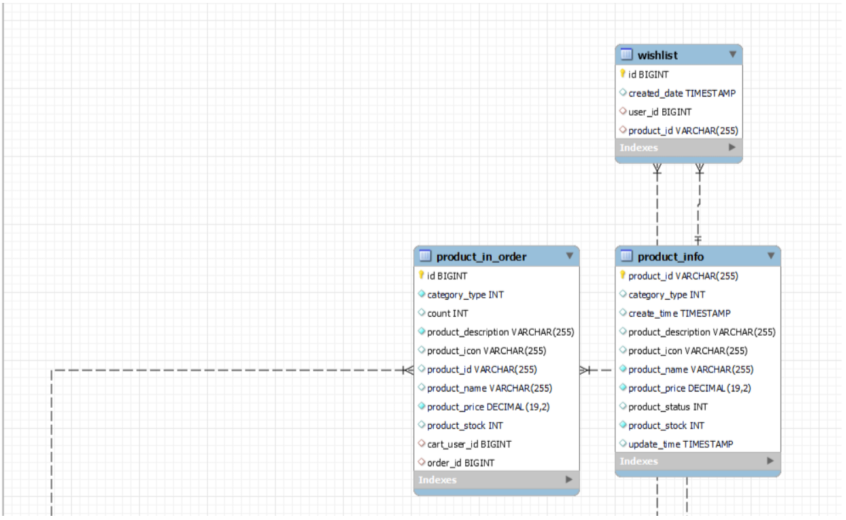 wishlist
id BIGINT
created_date TIMESTAMP
user_id BIGINT
product_id VARCHAR(255)
Indexes
product_in_order
id BIGINT
category_type INT
count INT
product_description VARCHAR(255)
product_icon VARCHAR(255)
product_id VARCHAR(255)
product_name VARCHAR(255)
product_price DECIMAL(19,2)
product_stock INT
cart_user_id BIGINT
order_id BIGINT
Indexes
product_info
product_id VARCHAR(255)
category_type INT
create_time TIMESTAMP
product_description VARCHAR(255)
product_icon VARCHAR(255)
product_name VARCHAR(255)
product_price DECIMAL(19,2)
product_status INT
product_stock INT
update_time TIMESTAMP
Indexes